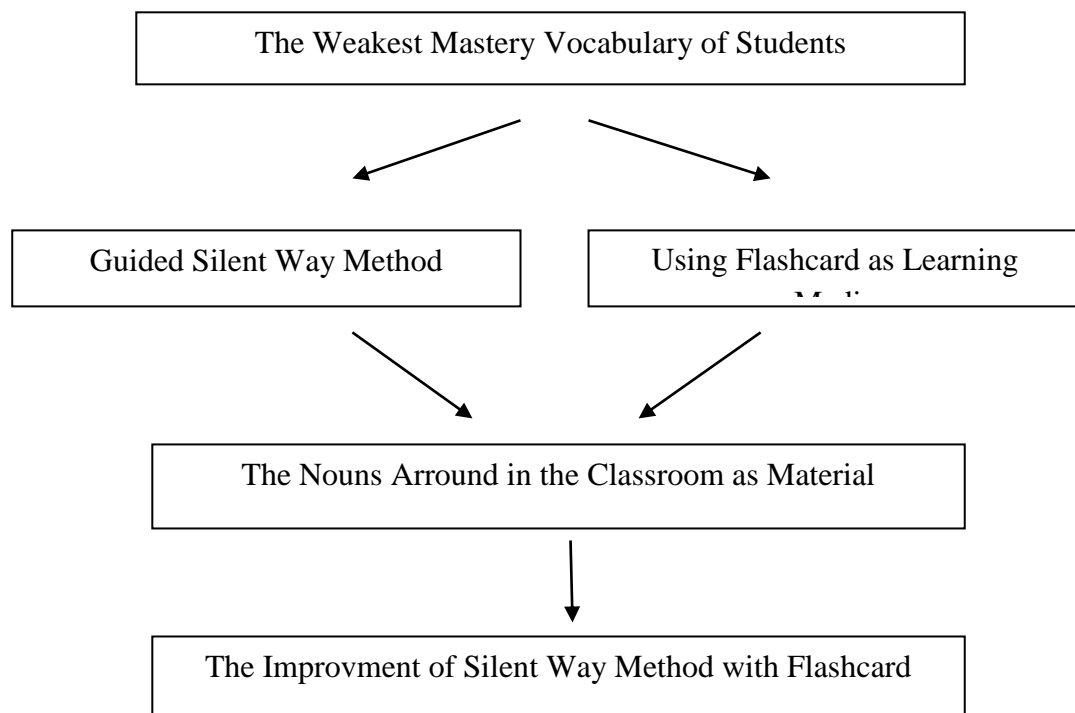 The Weakest Mastery Vocabulary of Students
Guided Silent Way Method
Using Flashcard as Learning
The Nouns Arround in the Classroom as Material
The Improvment of Silent Way Method with Flashcard